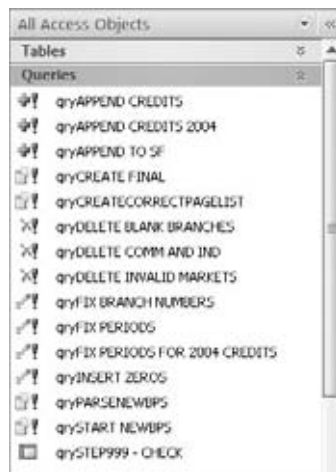 All Access Objects
Tables
Queries
qryAPPEND CREDITS
qryAPPEND CREDITS 2004
qryAPPEND TO SF
qryCREATE FINAL
qryCREATECORRECTPAGELIST
qryDELETE BLANK BRANCHES
qryDELETE COMM AND IND
qryDELETE INVALID MARKETS
qryFIX BRANCH NUMBERS
qryFIX PERIODS
qryFIX PERIODS FOR 2004 CREDITS
qryINSERT ZEROS
qryPARSENEWBPS
qrySTART NEWBPS
qrySTEP999 - CHECK